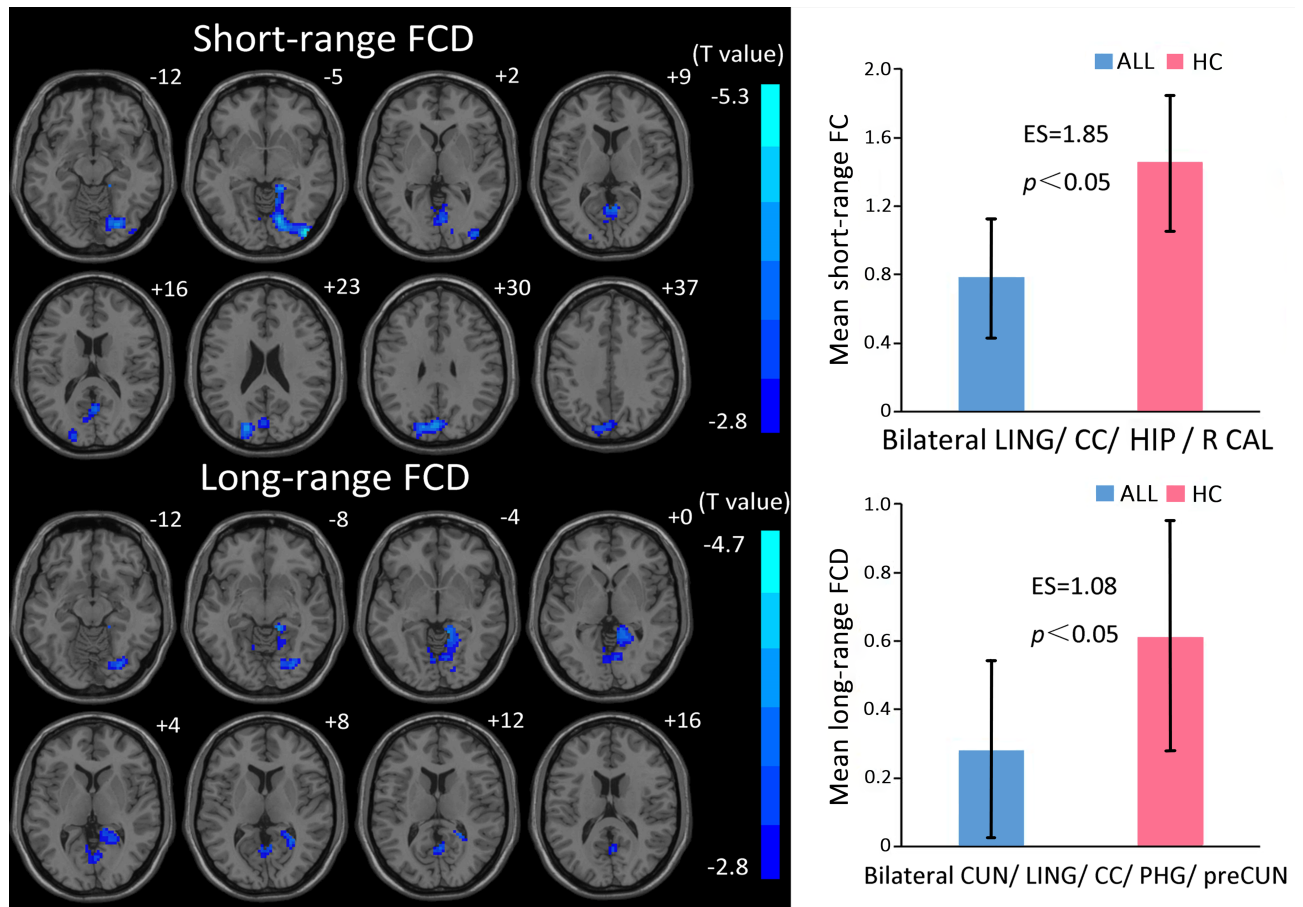 Short-range FCD
(T value)
-12
-5
+2
+9
-5.3
+16
+23
+30
+37
-2.8
Long-range FCD
(T value)
-12
-8
-4
+0
-4.7
+4
+8
+12
+16
-2.8
ALL HC
2.0
1.6
1.2
0.8
0.4
0
Mean short-range FC
ES=1.85
p<0.05
Bilateral LING/ CC/ HIP / R CAL
ALL HC
1.0
0.8
0.6
0.4
0.2
0
Mean long-range FCD
ES=1.08
p<0.05
Bilateral CUN/ LING/ CC/ PHG/ preCUN